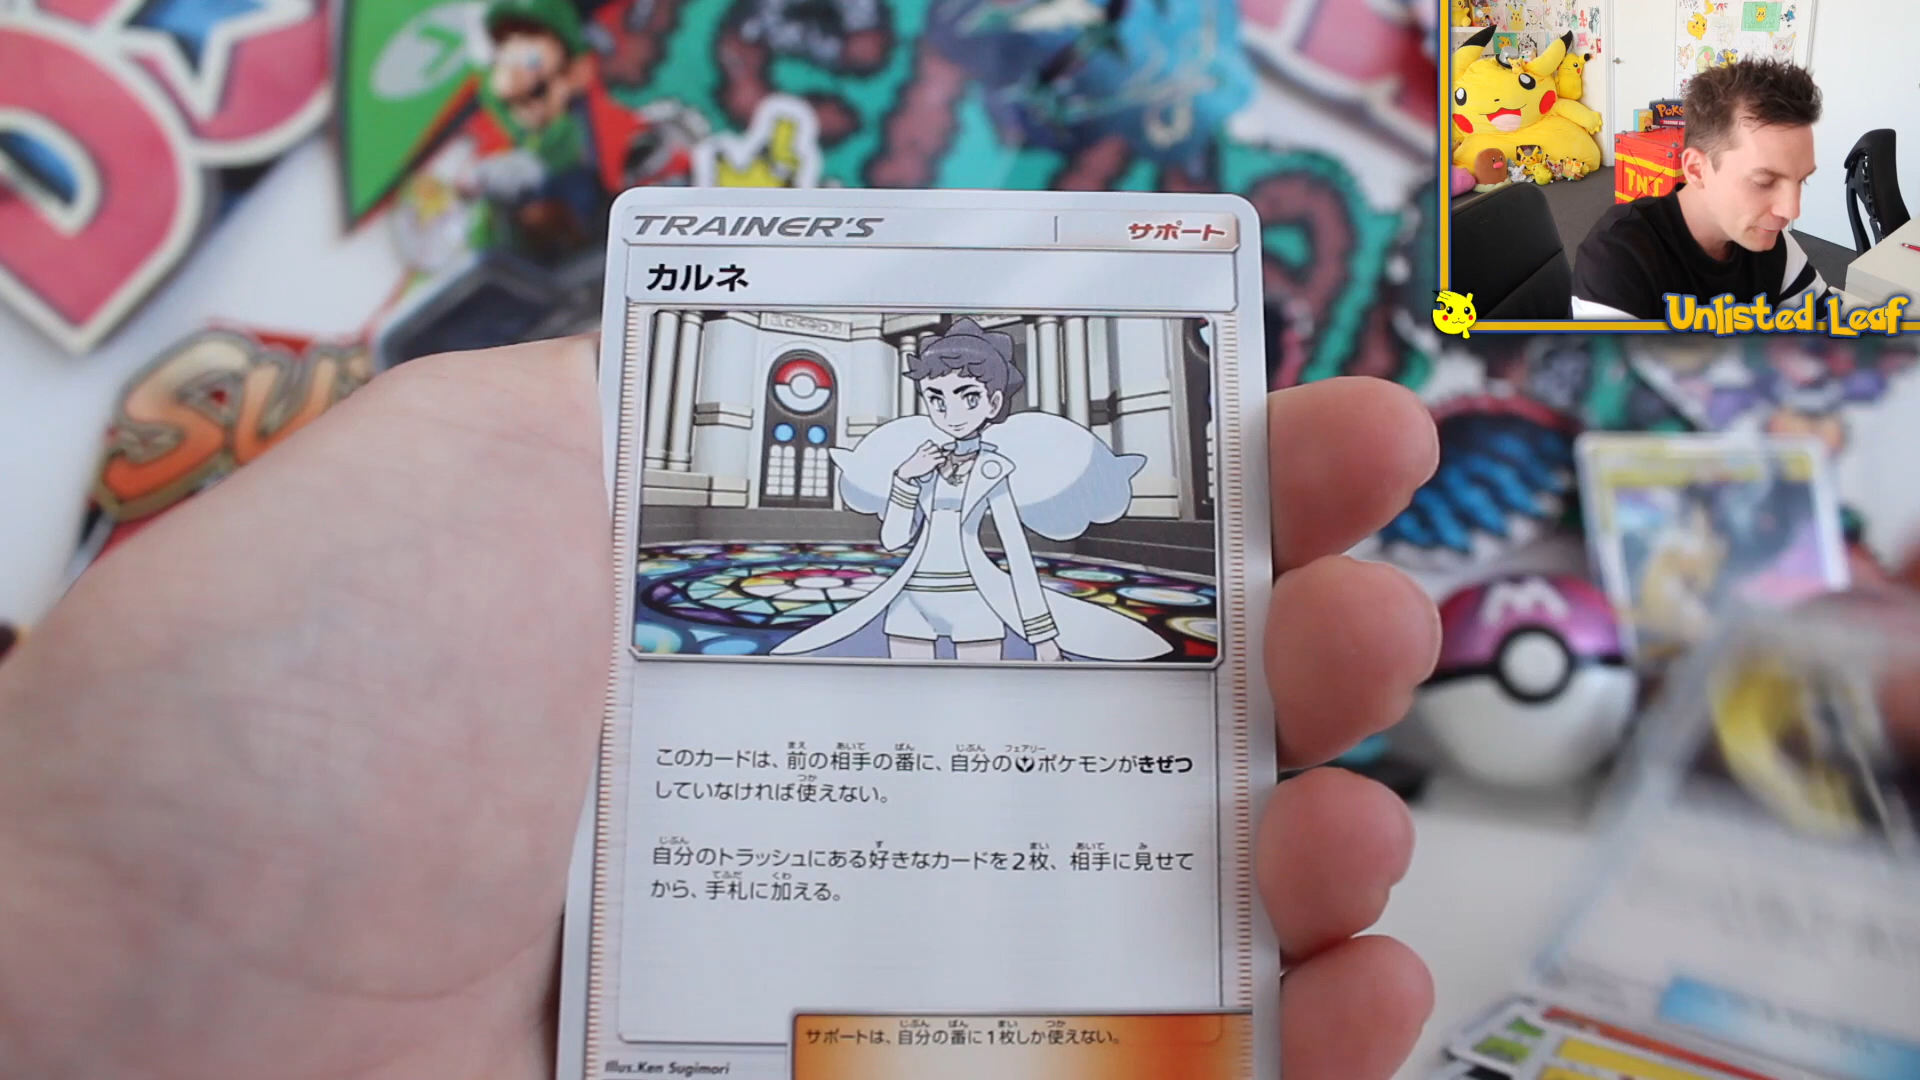 TRAINER'S
サポート
カルネ
このカードは、前の相手の番に、自分のポケモンがきぜつ
していなければ使えない。
自分のトラッシュにある好きなカードを2枚、相手に見せて
から、手札に加える。
サポートは、自分の番に1枚しか使えない。
Illus.Ken Sugimori
TNT
Unlisted Leaf
SU
M